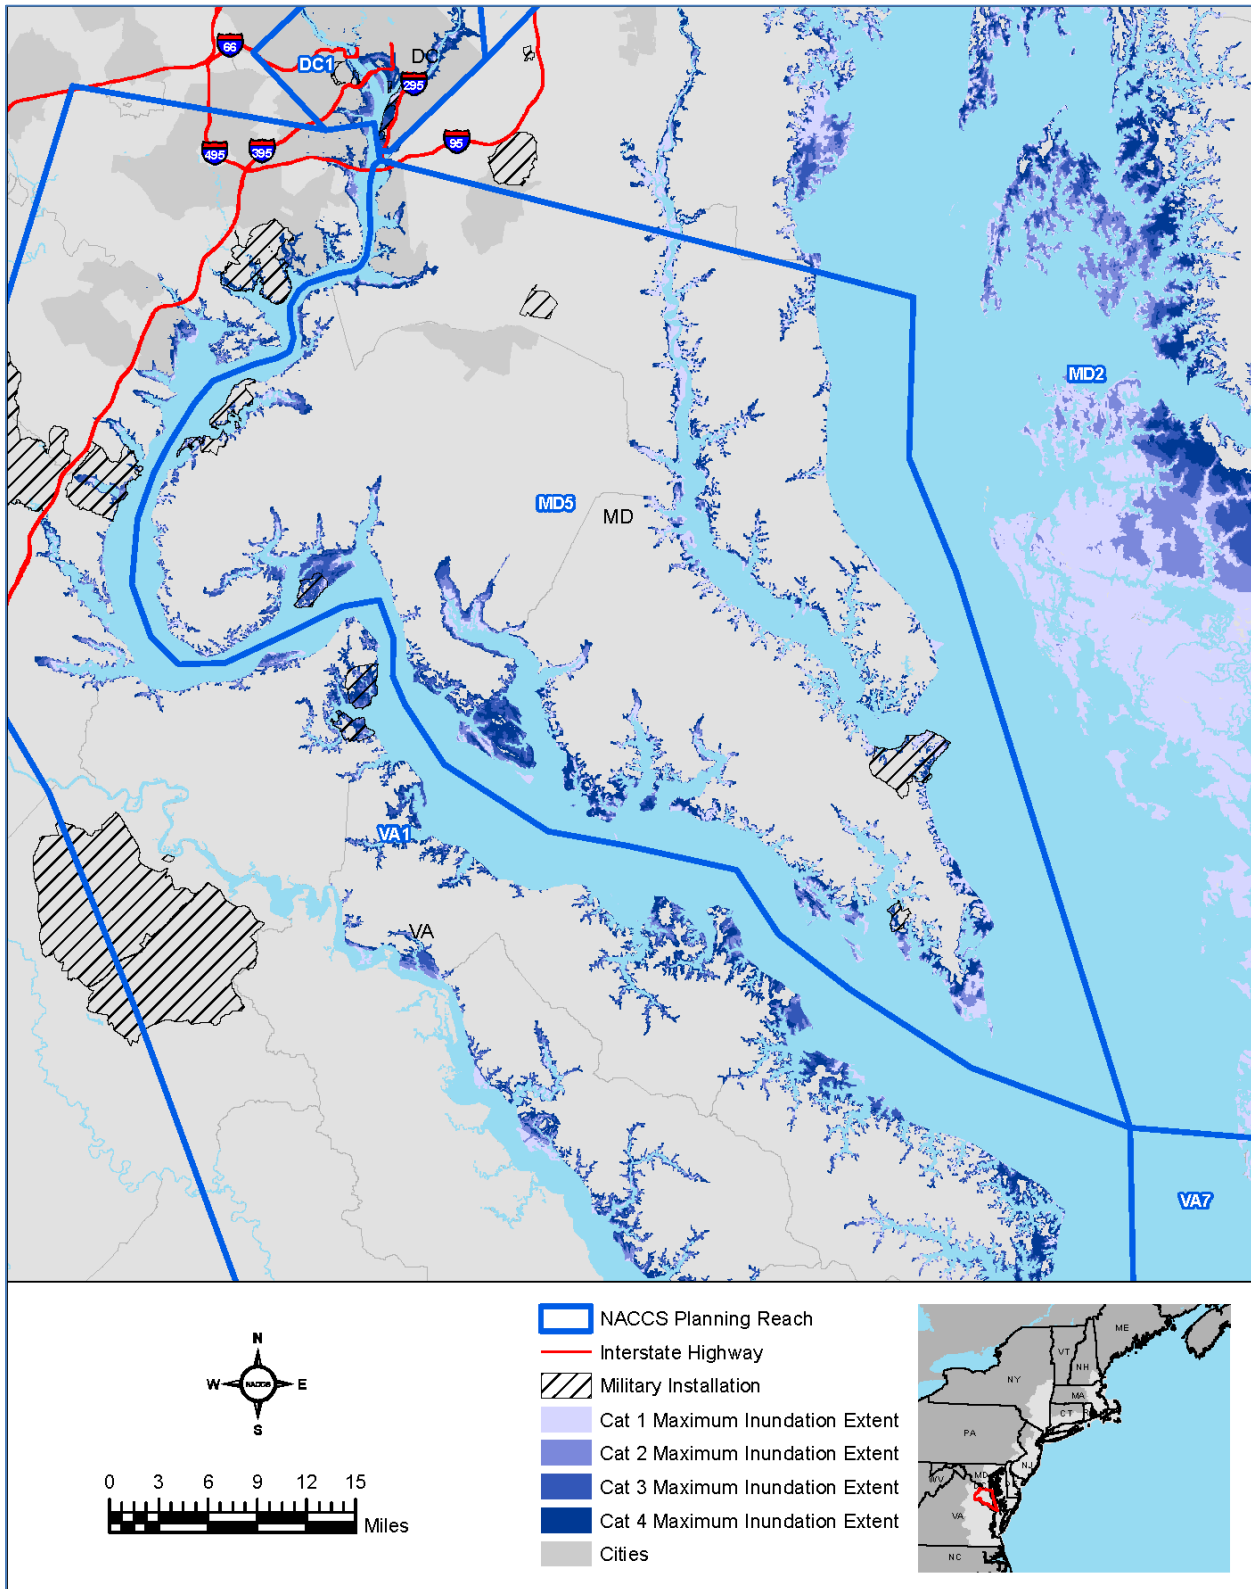 66
DC1
DC
295
495
395
95
MD2
MD5
MD
VA1
VA
VA7
N
W
NACCS
E
S
0 3 6 9 12 15
Miles
NACCS Planning Reach
Interstate Highway
Military Installation
Cat 1 Maximum Inundation Extent
Cat 2 Maximum Inundation Extent
Cat 3 Maximum Inundation Extent
Cat 4 Maximum Inundation Extent
Cities
ME
VT
NH
NY
MA
CT
PA
NJ
MD
WV
VA
NC